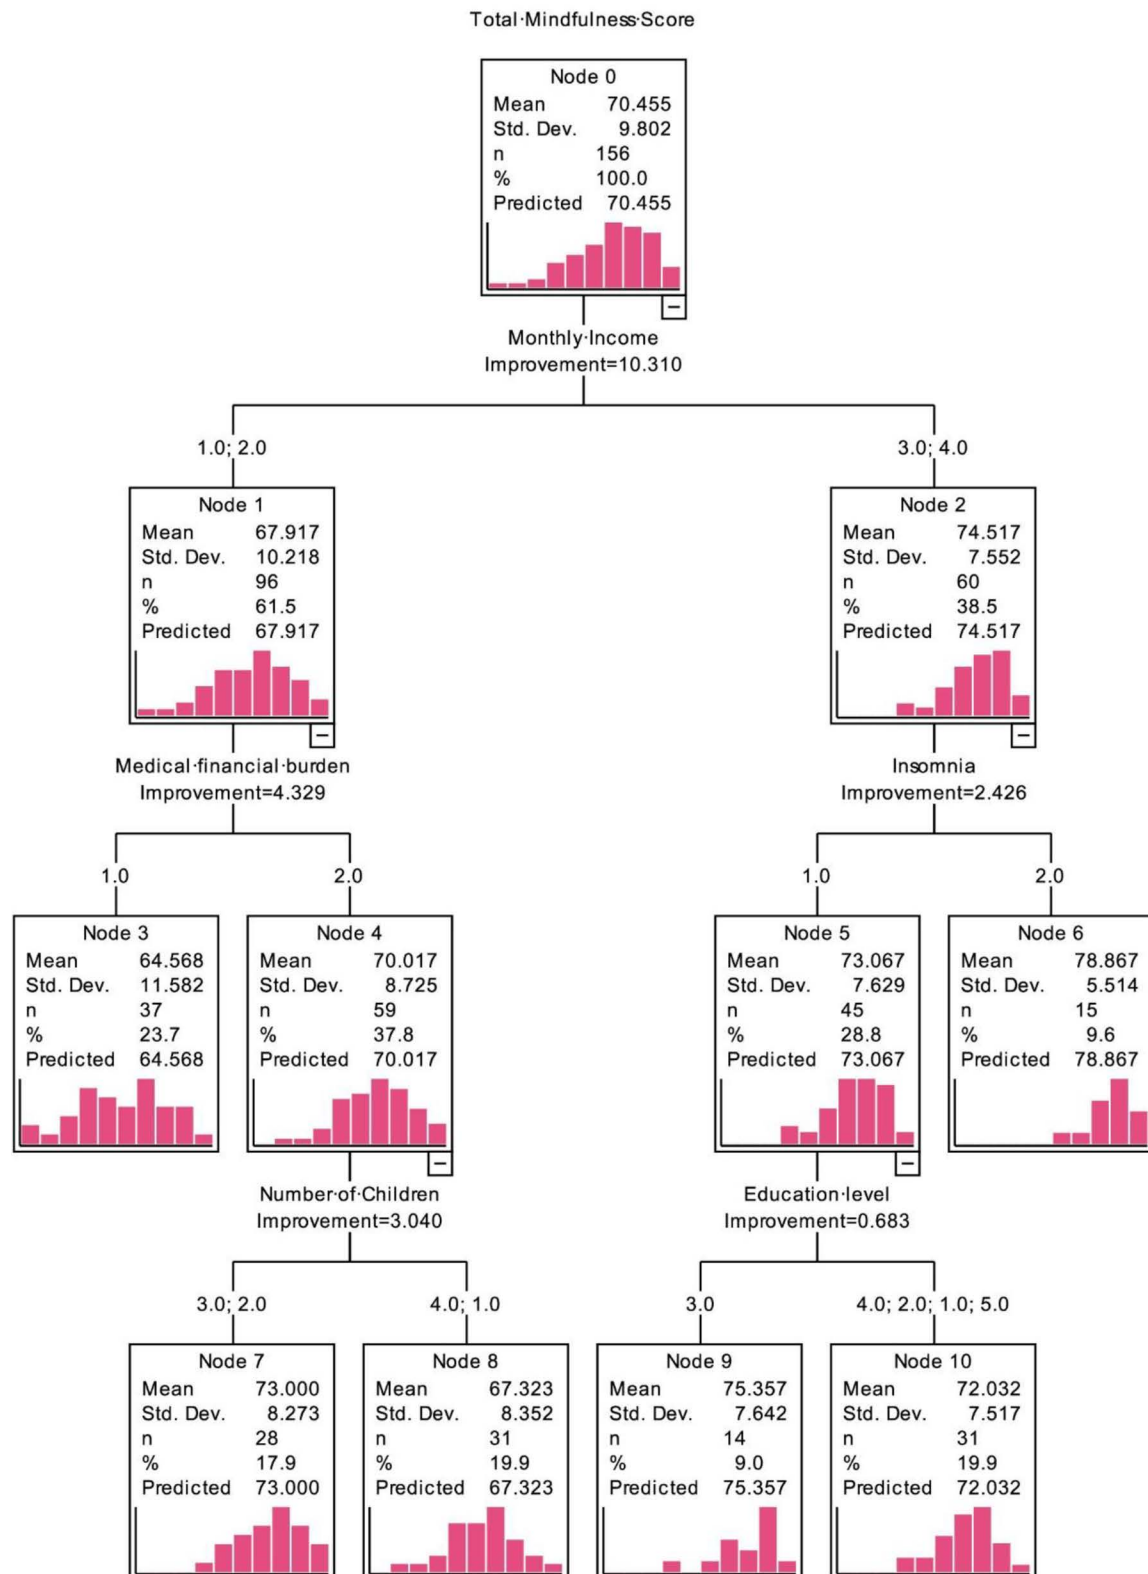 Total·Mindfulness·Score
Node 0
Mean 70.455
Std. Dev. 9.802
n 156
% 100.0
Predicted 70.455
Monthly·Income
Improvement=10.310
1.0; 2.0
3.0; 4.0
Node 1
Mean 67.917
Std. Dev. 10.218
n 96
% 61.5
Predicted 67.917
Node 2
Mean 74.517
Std. Dev. 7.552
n 60
% 38.5
Predicted 74.517
Medical·financial·burden
Improvement=4.329
Insomnia
Improvement=2.426
1.0
2.0
1.0
2.0
Node 3
Mean 64.568
Std. Dev. 11.582
n 37
% 23.7
Predicted 64.568
Node 4
Mean 70.017
Std. Dev. 8.725
n 59
% 37.8
Predicted 70.017
Node 5
Mean 73.067
Std. Dev. 7.629
n 45
% 28.8
Predicted 73.067
Node 6
Mean 78.867
Std. Dev. 5.514
n 15
% 9.6
Predicted 78.867
Number·of·Children
Improvement=3.040
Education·level
Improvement=0.683
3.0; 2.0
4.0; 1.0
3.0
4.0; 2.0; 1.0; 5.0
Node 7
Mean 73.000
Std. Dev. 8.273
n 28
% 17.9
Predicted 73.000
Node 8
Mean 67.323
Std. Dev. 8.352
n 31
% 19.9
Predicted 67.323
Node 9
Mean 75.357
Std. Dev. 7.642
n 14
% 9.0
Predicted 75.357
Node 10
Mean 72.032
Std. Dev. 7.517
n 31
% 19.9
Predicted 72.032